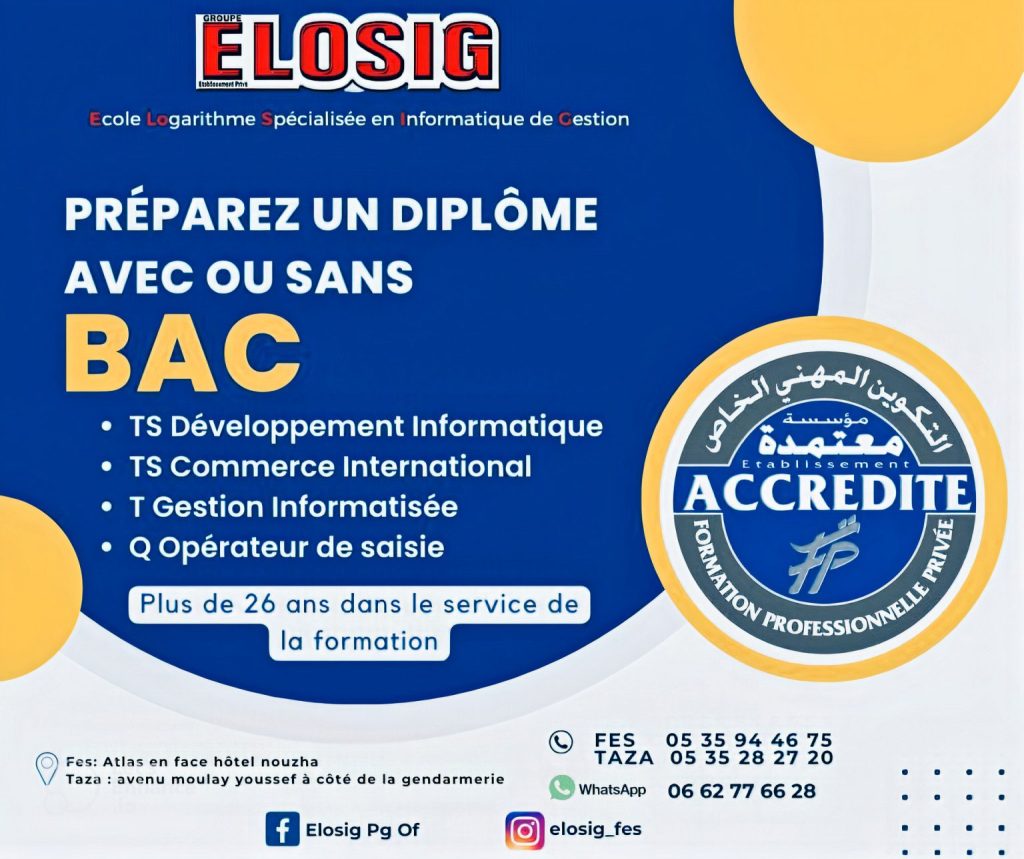 GROUPE
ELOSIG
Etablissement Privé
Ecole Logarithme Spécialisée en Informatique de Gestion
PRÉPAREZ UN DIPLÔME
AVEC OU SANS
BAC
• TS Développement Informatique
• TS Commerce International
• T Gestion Informatisée
• Q Opérateur de saisie
Plus de 26 ans dans le service de
la formation
التكوين المهني الخاص
مؤسسة
معتمدة
Etablissement
ACCREDITE
FP
FORMATION PROFESSIONNELLE PRIVÉE
Fes: Atlas en face hôtel nouzha
Taza : avenu moulay youssef à côté de la gendarmerie
FES 05 35 94 46 75
TAZA 05 35 28 27 20
WhatsApp 06 62 77 66 28
Elosig Pg Of
elosig_fes